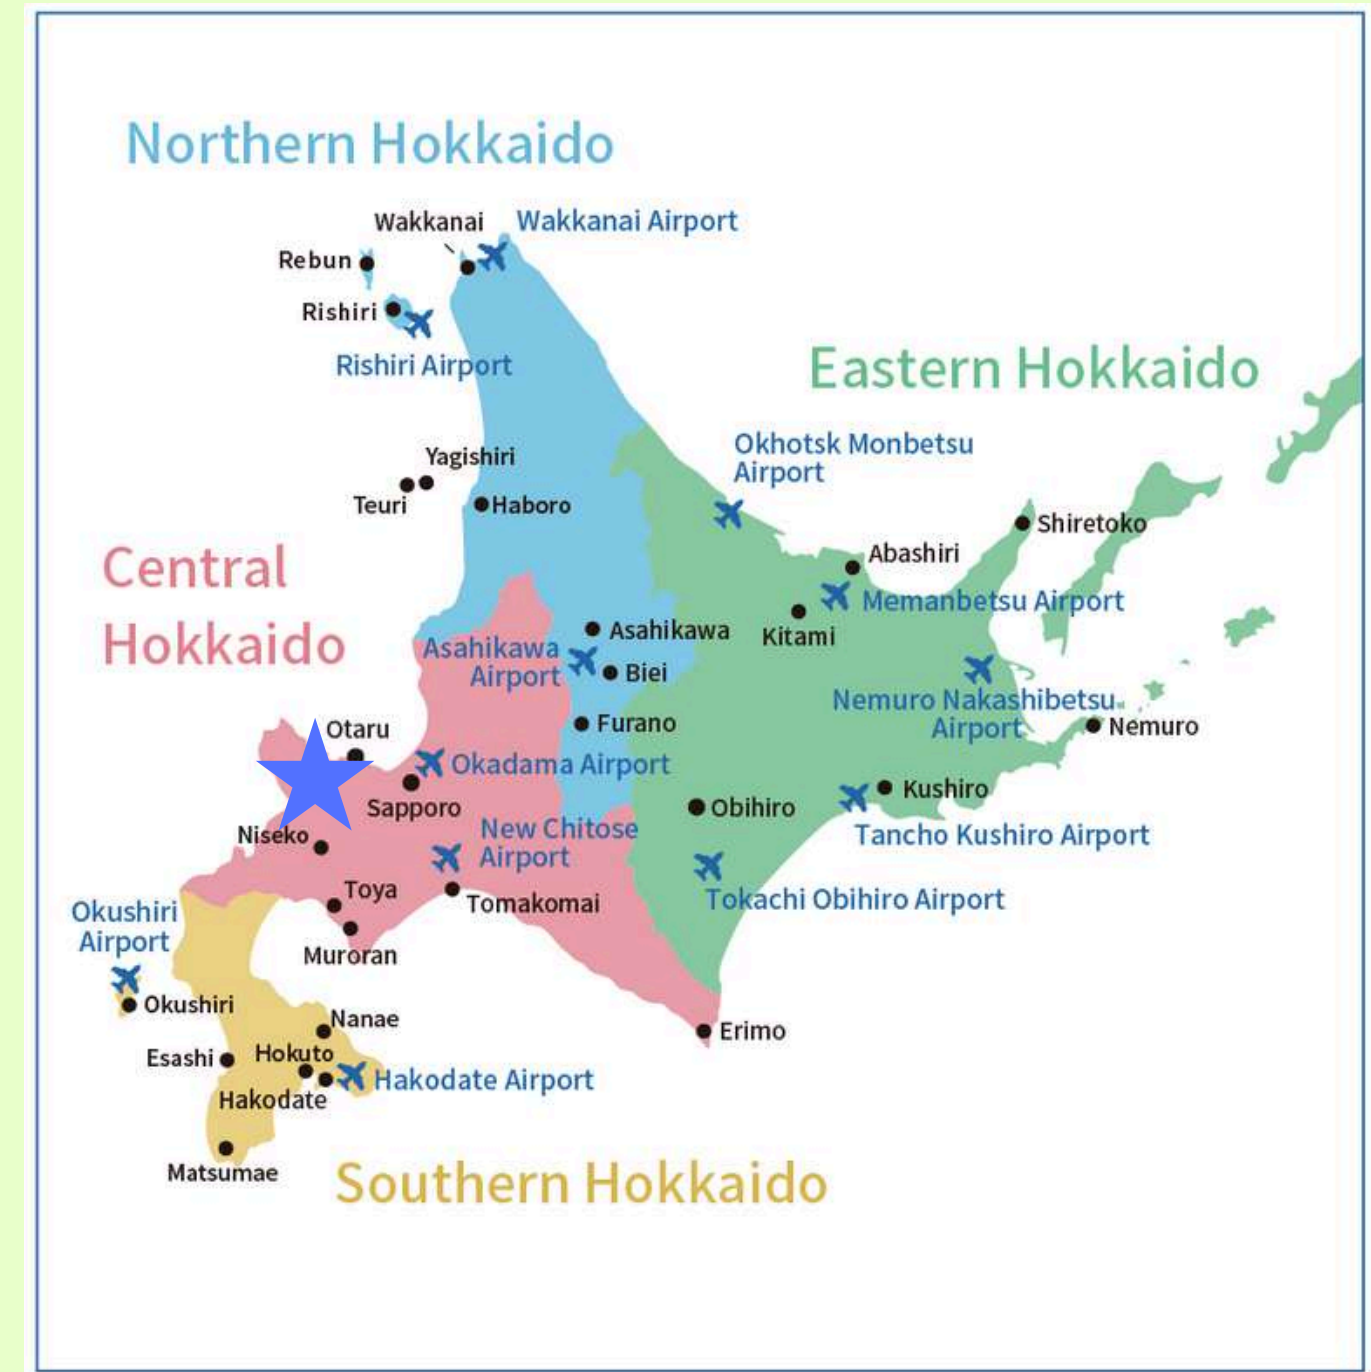 Northern Hokkaido
Wakkanai
Wakkanai Airport
Rebun
Rishiri
Rishiri Airport
Eastern Hokkaido
Okhotsk Monbetsu
Airport
Yagishiri
Teuri
Haboro
Shiretoko
Abashiri
Central
Hokkaido
Memanbetsu Airport
Kitami
Asahikawa
Asahikawa
Airport
Biei
Nemuro Nakashibetsu
Airport
Nemuro
Furano
Otaru
Okadama Airport
Sapporo
Obihiro
Kushiro
Tancho Kushiro Airport
Niseko
New Chitose
Airport
Toya
Tomakomai
Tokachi Obihiro Airport
Okushiri
Airport
Muroran
Okushiri
Nanae
Erimo
Esashi
Hokuto
Hakodate Airport
Hakodate
Matsumae
Southern Hokkaido